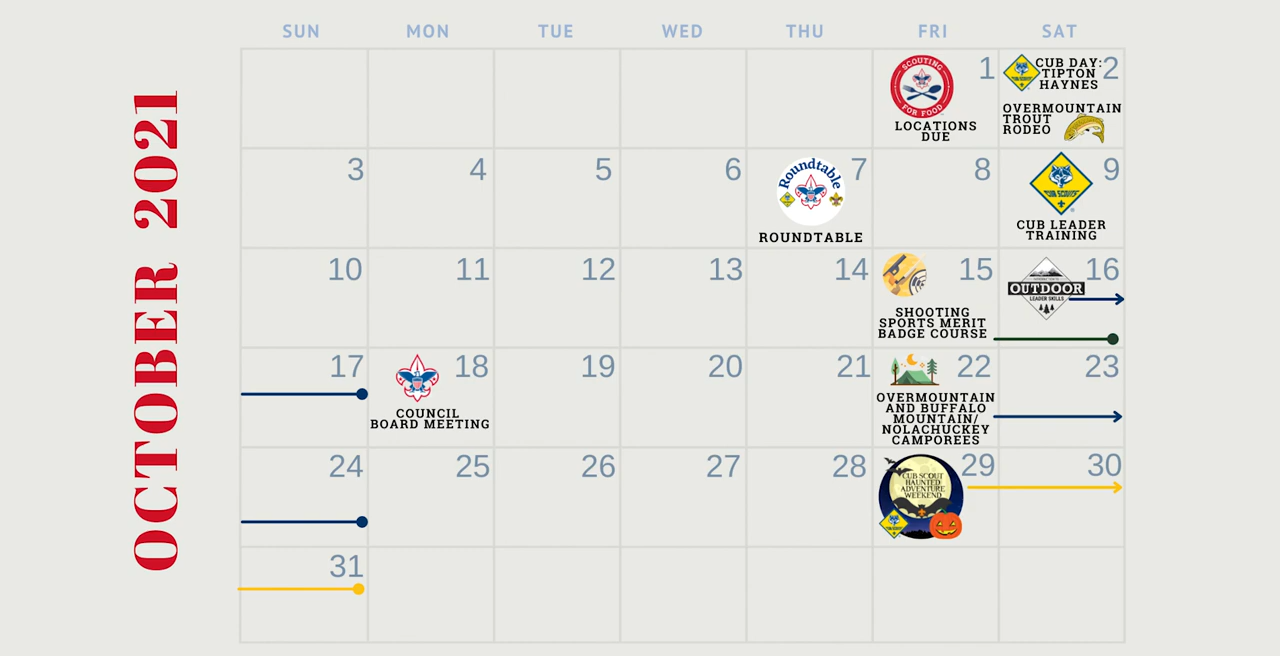 OCTOBER 2021
SUN MON TUE WED THU FRI SAT
1
SCOUTING
FOR FOOD
LOCATIONS
DUE
2
CUB DAY:
TIPTON
HAYNES
CUB SCOUTS
OVERMOUNTAIN
TROUT
RODEO
3
4
5
6
7
Roundtable
ROUNDTABLE
8
9
CUB SCOUTS
CUB LEADER
TRAINING
10
11
12
13
14
15
SHOOTING
SPORTS MERIT
BADGE COURSE
16
OUTDOOR
LEADER SKILLS
17
18
COUNCIL
BOARD MEETING
19
20
21
22
OVERMOUNTAIN
AND BUFFALO
MOUNTAIN/
NOLACHUCKEY
CAMPOREES
23
24
25
26
27
28
29
CUB SCOUT
HAUNTED
ADVENTURE
WEEKEND
CUB SCOUTS
30
31